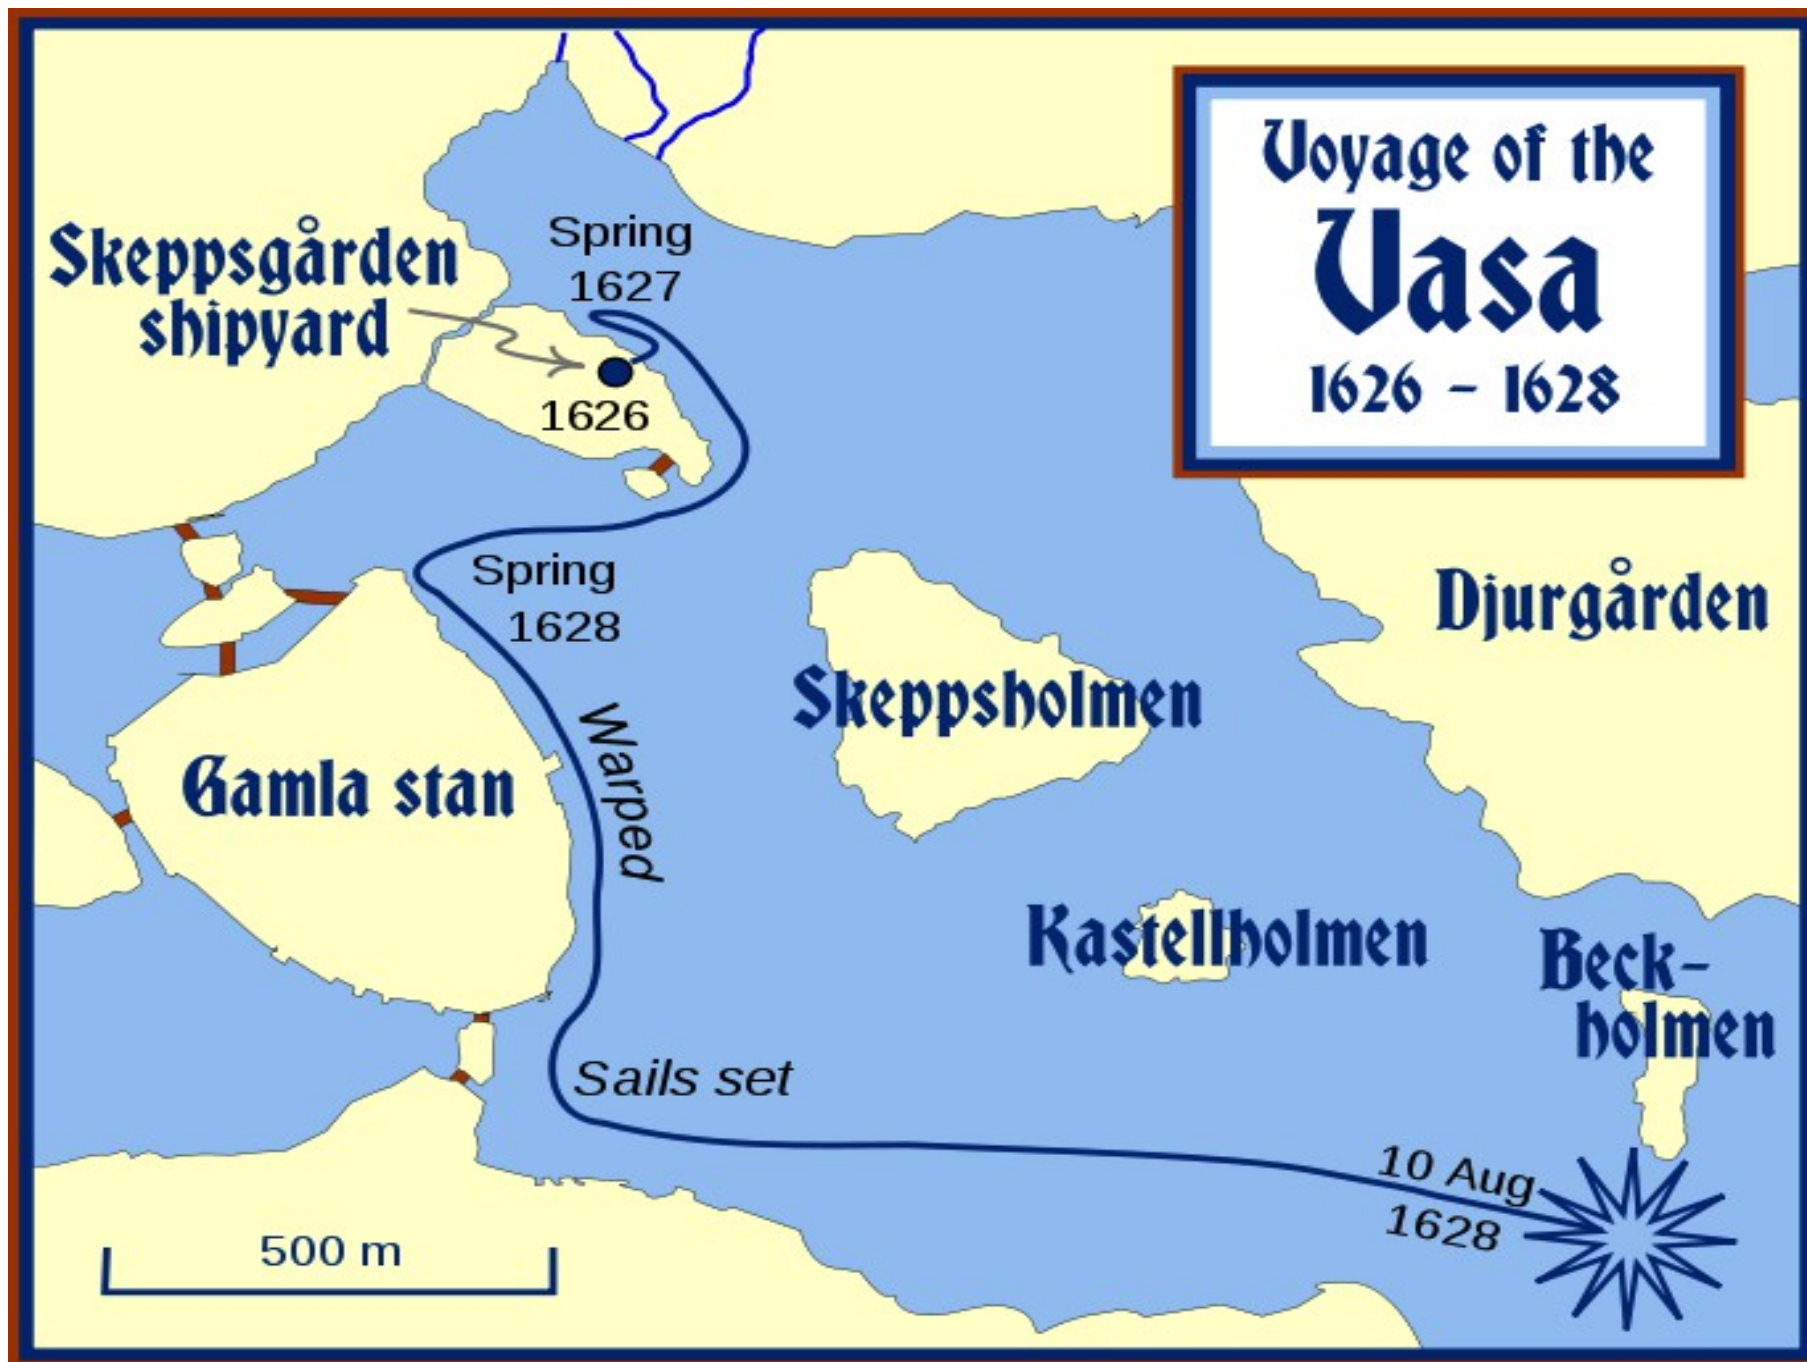 Voyage of the
Vasa
1626 - 1628
Skeppsgården
shipyard
Spring
1627
1626
Spring
1628
Djurgården
Skeppsholmen
Warped
Gamla stan
Kastellholmen
Beck-
holmen
Sails set
10 Aug
1628
500 m